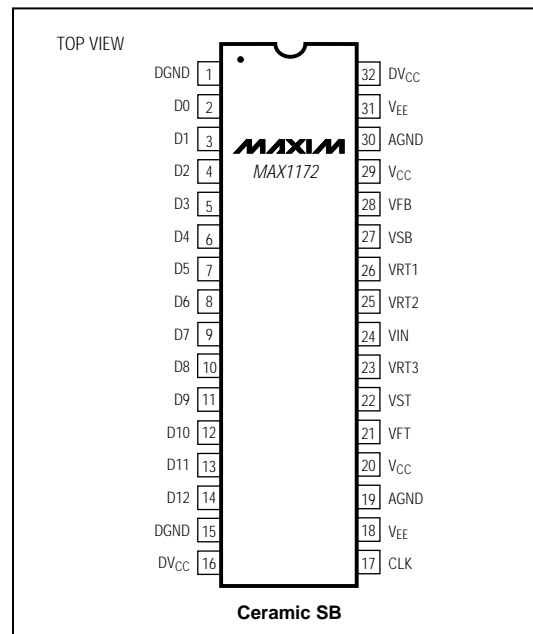 TOP VIEW
DGND 1 32 DVCC
D0 2 31 VEE
D1 3 30 AGND
MAXIM
D2 4 29 VCC
MAX1172
D3 5 28 VFB
D4 6 27 VSB
D5 7 26 VRT1
D6 8 25 VRT2
D7 9 24 VIN
D8 10 23 VRT3
D9 11 22 VST
D10 12 21 VFT
D11 13 20 VCC
D12 14 19 AGND
DGND 15 18 VEE
DVCC 16 17 CLK
Ceramic SB